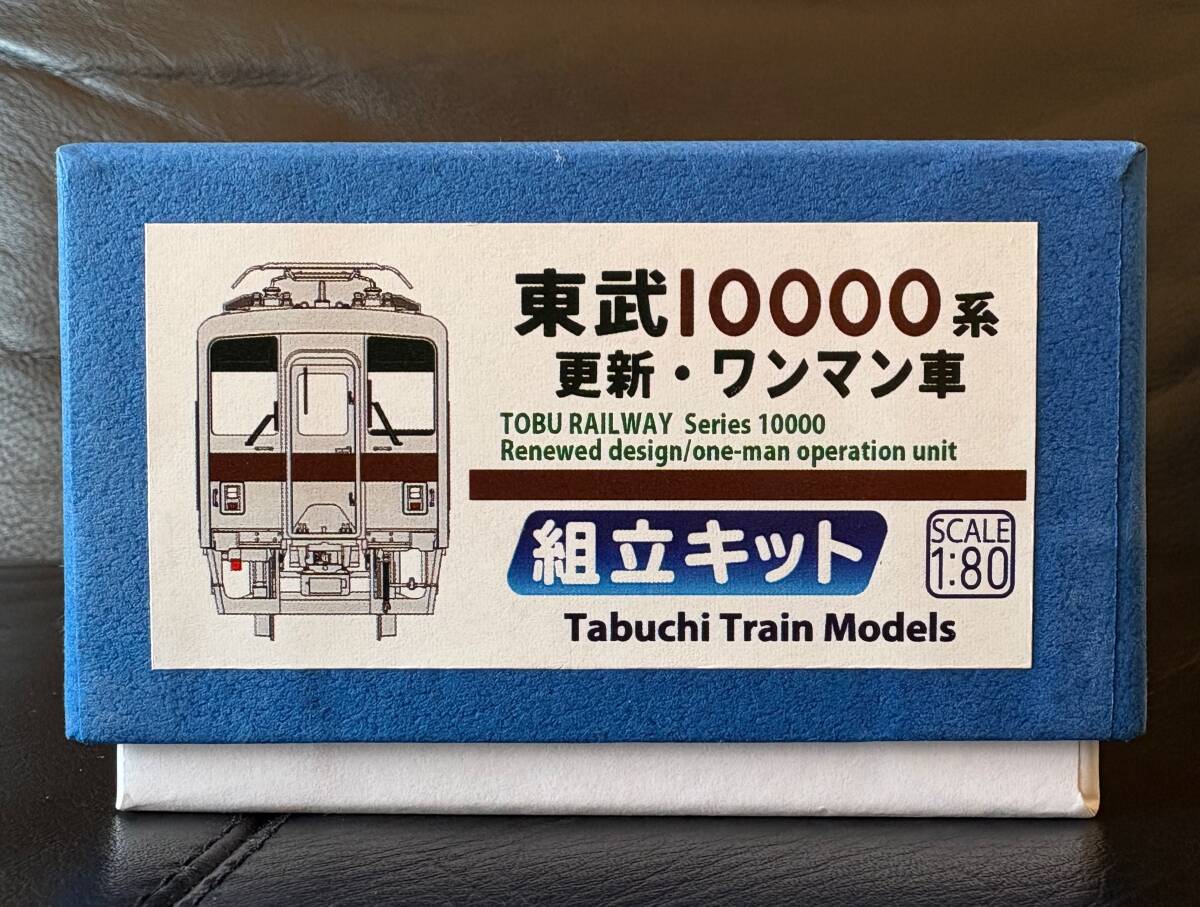 東武10000系
更新・ワンマン車
TOBU RAILWAY Series 10000
Renewed design/one-man operation unit
組立キット
SCALE
1:80
Tabuchi Train Models